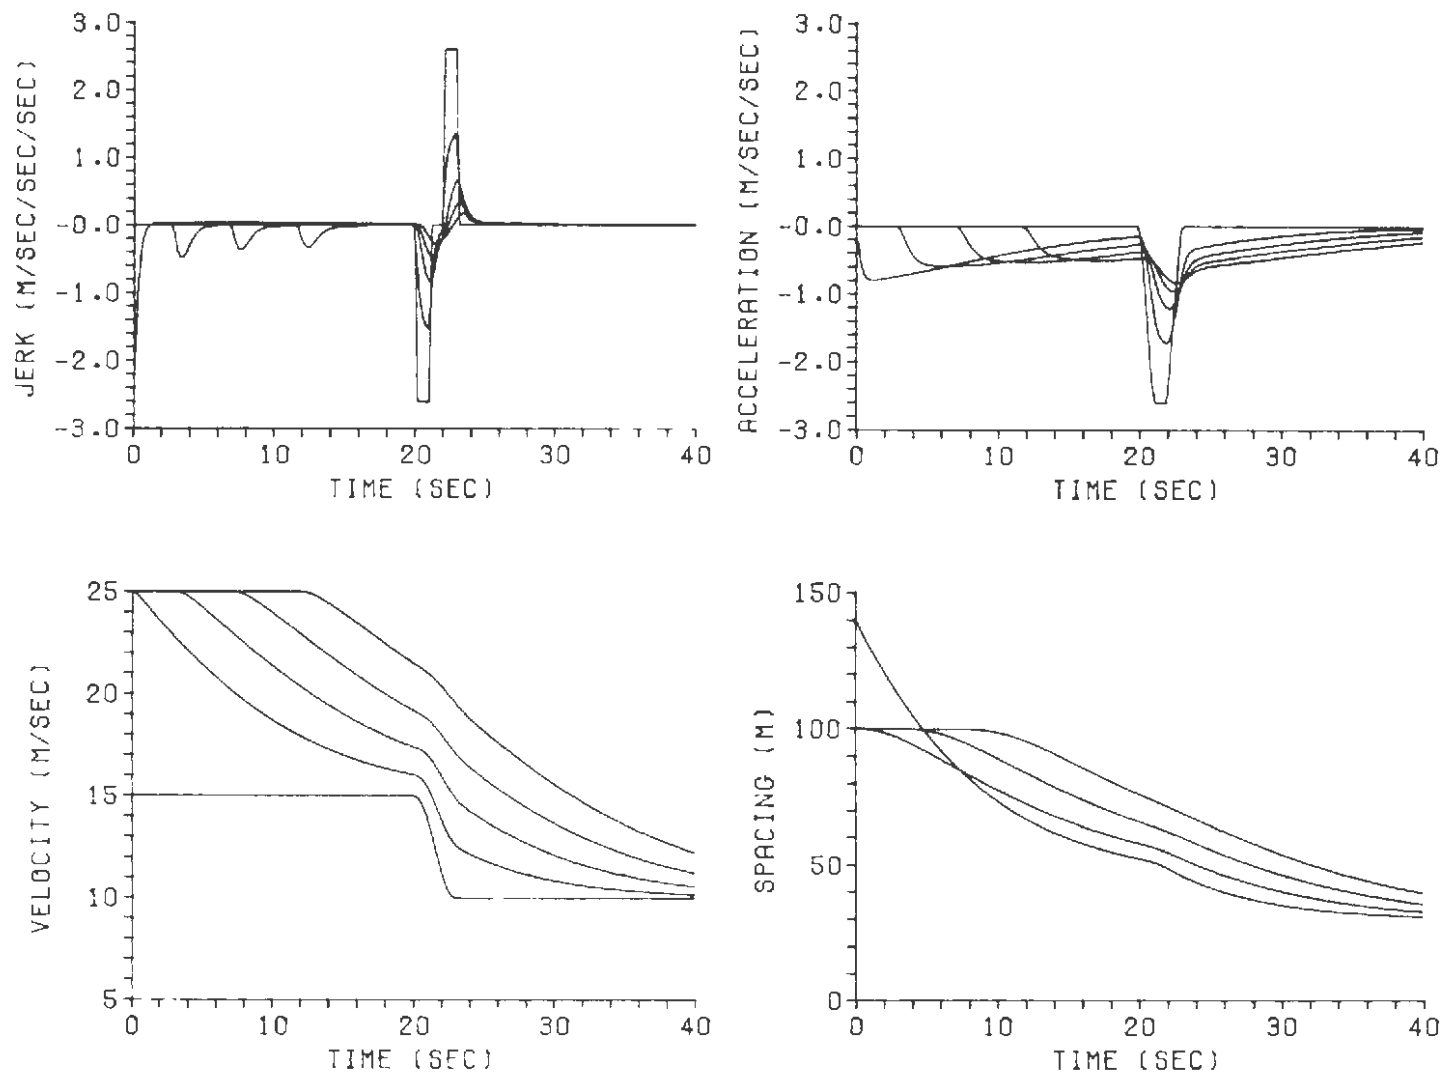 JERK (M/SEC/SEC/SEC)
3.0
2.0
1.0
-0.0
-1.0
-2.0
-3.0
0 10 20 30 40
TIME (SEC)
ACCELERATION (M/SEC/SEC)
3.0
2.0
1.0
-0.0
-1.0
-2.0
-3.0
0 10 20 30 40
TIME (SEC)
VELOCITY (M/SEC)
25
20
15
10
5
0 10 20 30 40
TIME (SEC)
SPACING (M)
150
100
50
0
0 10 20 30 40
TIME (SEC)